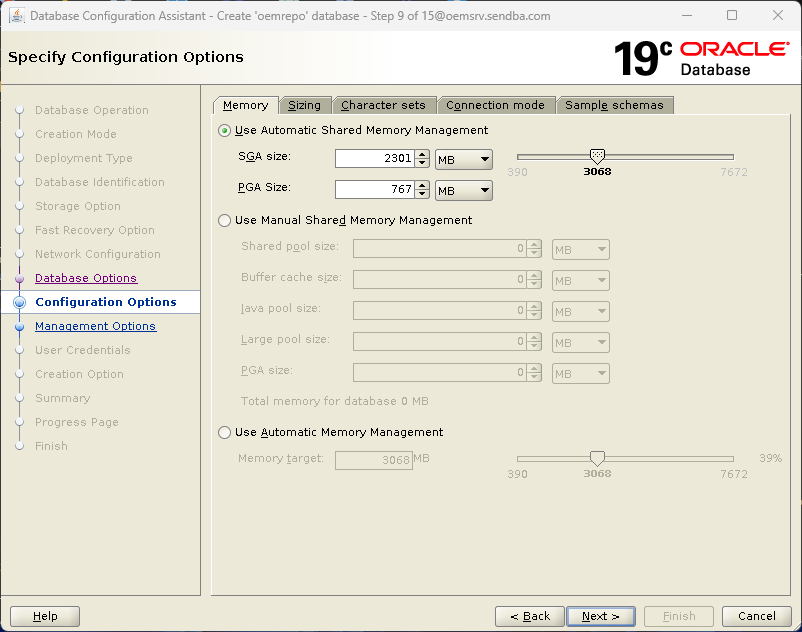 Database Configuration Assistant - Create 'oemrepo' database - Step 9 of 15@oemsrv.sendba.com
Specify Configuration Options
19c ORACLE
Database
Database Operation
Creation Mode
Deployment Type
Database Identification
Storage Option
Fast Recovery Option
Network Configuration
Database Options
Configuration Options
Management Options
User Credentials
Creation Option
Summary
Progress Page
Finish
Memory Sizing Character sets Connection mode Sample schemas
Use Automatic Shared Memory Management
SGA size: 2301 MB
390 3068 7672
PGA Size: 767 MB
Use Manual Shared Memory Management
Shared pool size: 0 MB
Buffer cache size: 0 MB
Java pool size: 0 MB
Large pool size: 0 MB
PGA size: 0 MB
Total memory for database 0 MB
Use Automatic Memory Management
Memory target: 3068 MB 39%
390 3068 7672
Help < Back Next > Finish Cancel